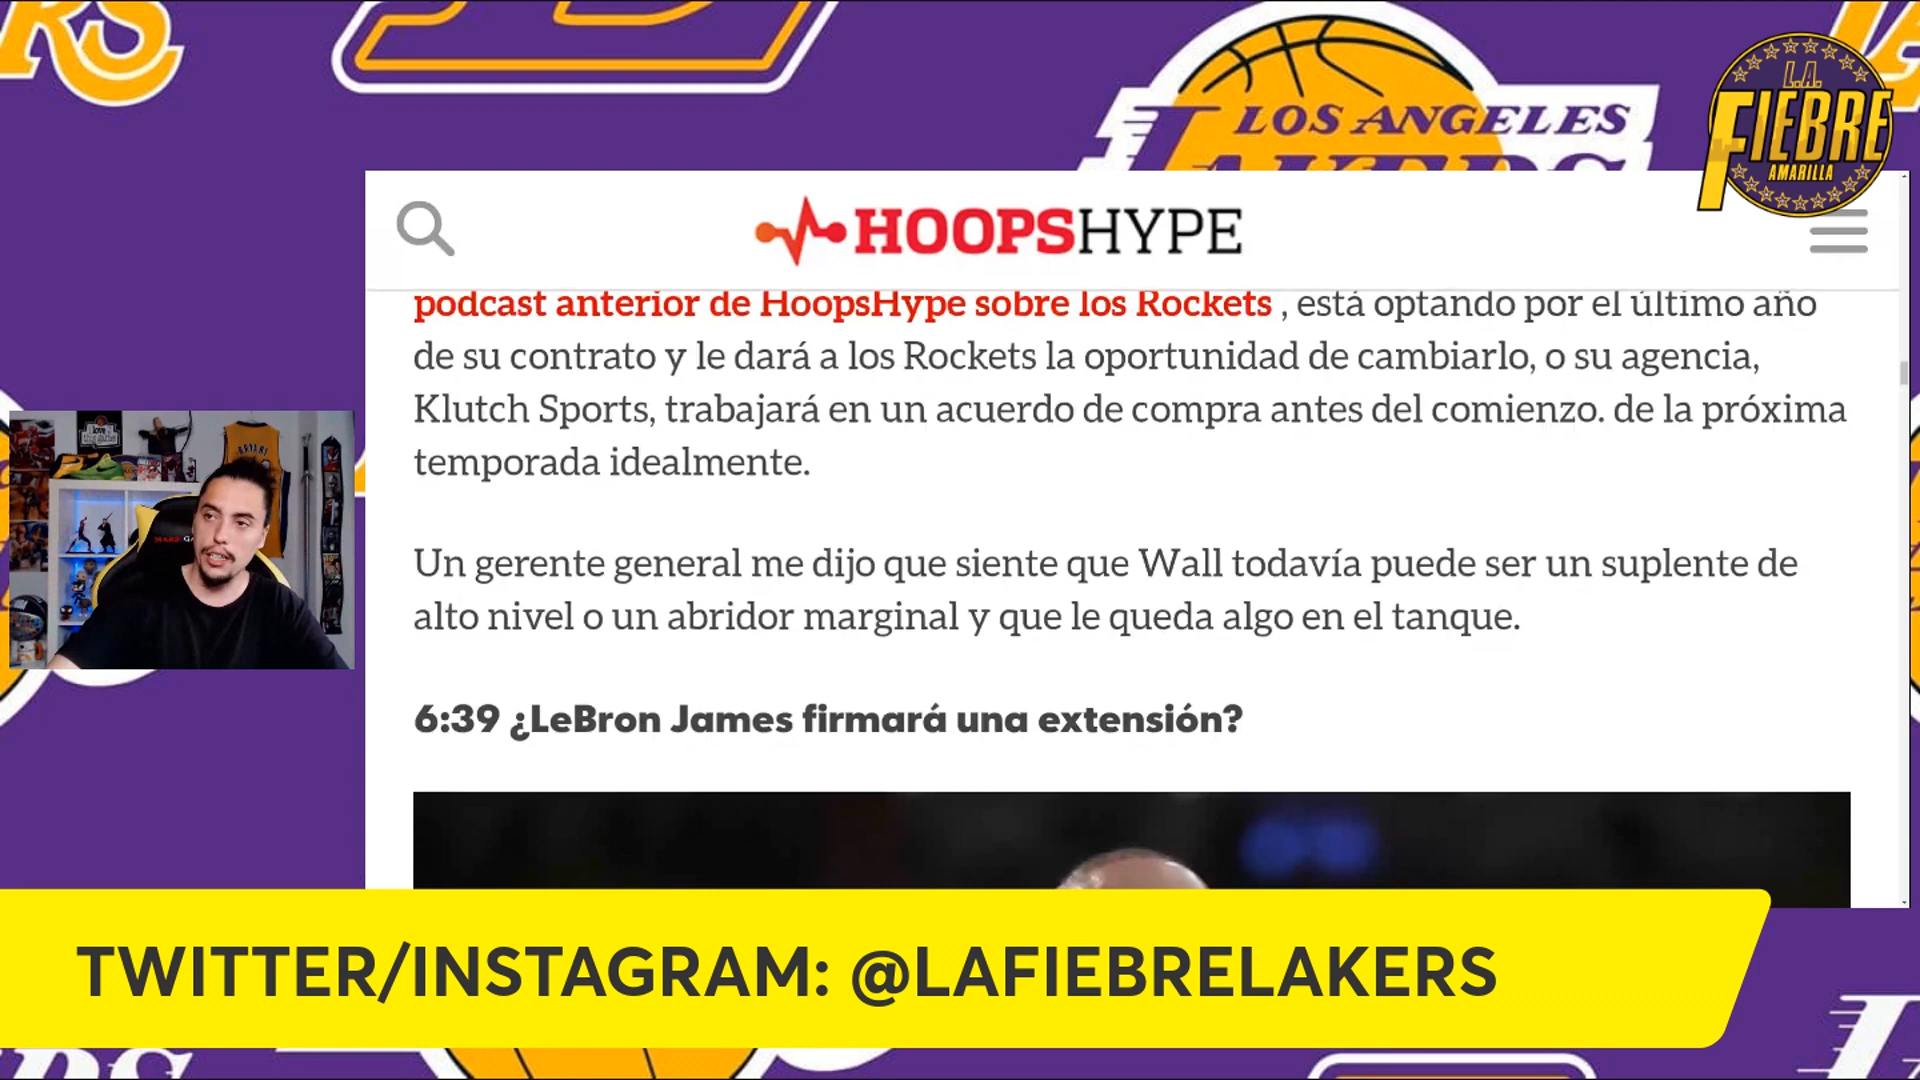 RS
LOS ANGELES
LAKERS
L.A.
FIEBRE
AMARILLA
HOOPSHYPE
podcast anterior de HoopsHype sobre los Rockets , está optando por el último año
de su contrato y le dará a los Rockets la oportunidad de cambiarlo, o su agencia,
Klutch Sports, trabajará en un acuerdo de compra antes del comienzo. de la próxima
temporada idealmente.
Un gerente general me dijo que siente que Wall todavía puede ser un suplente de
alto nivel o un abridor marginal y que le queda algo en el tanque.
6:39 ¿LeBron James firmará una extensión?
TWITTER/INSTAGRAM: @LAFIEBRELAKERS